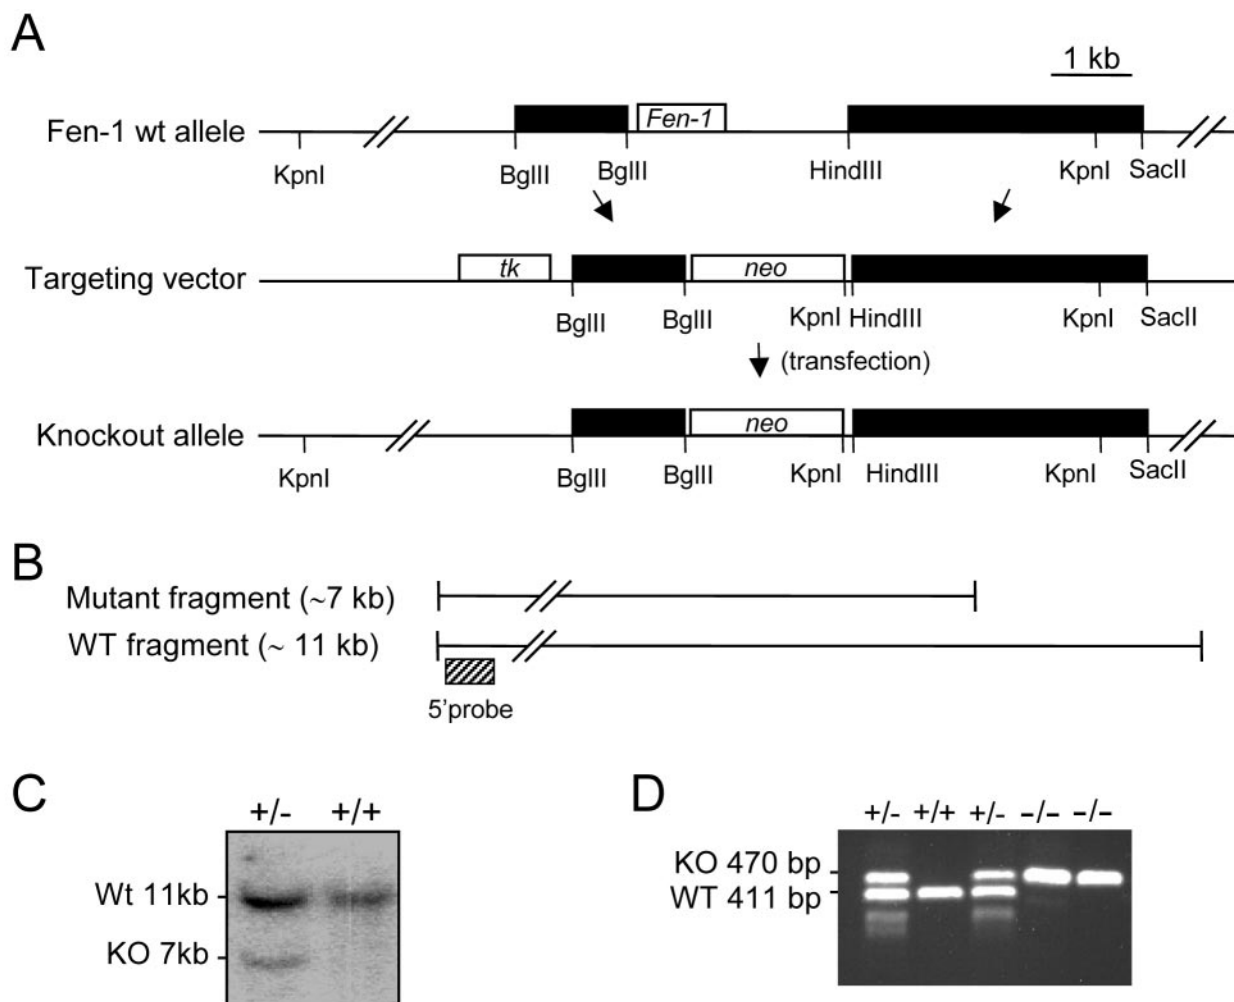 A
1 kb
Fen-1 wt allele
Fen-1
KpnI
BglII
BglII
HindIII
KpnI
SacII
Targeting vector
tk
neo
BglII
BglII
KpnI
HindIII
KpnI
SacII
(transfection)
Knockout allele
neo
KpnI
BglII
BglII
KpnI
HindIII
KpnI
SacII
B
Mutant fragment (~7 kb)
WT fragment (~ 11 kb)
5'probe
C
+/- +/+
Wt 11kb
KO 7kb
D
+/- +/+ +/- -/- -/-
KO 470 bp
WT 411 bp